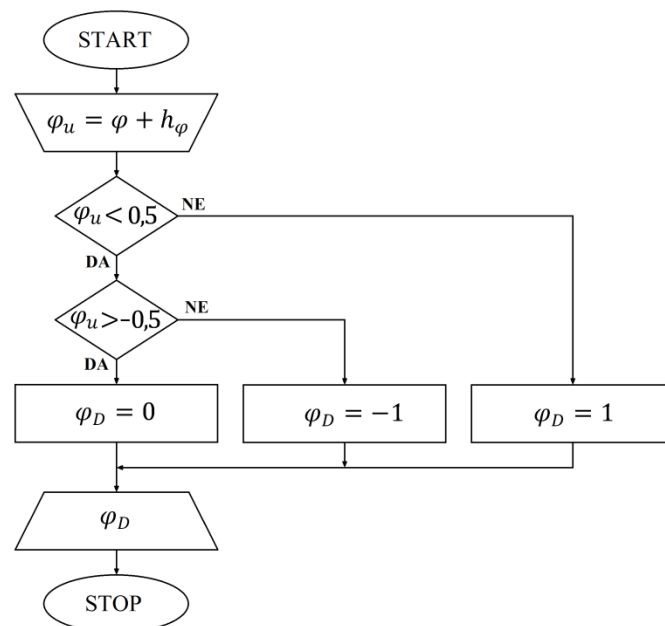 START
φ_u = φ + h_φ
φ_u < 0,5
NE
DA
φ_u >-0,5
NE
DA
φ_D = 0
φ_D = −1
φ_D = 1
φ_D
STOP